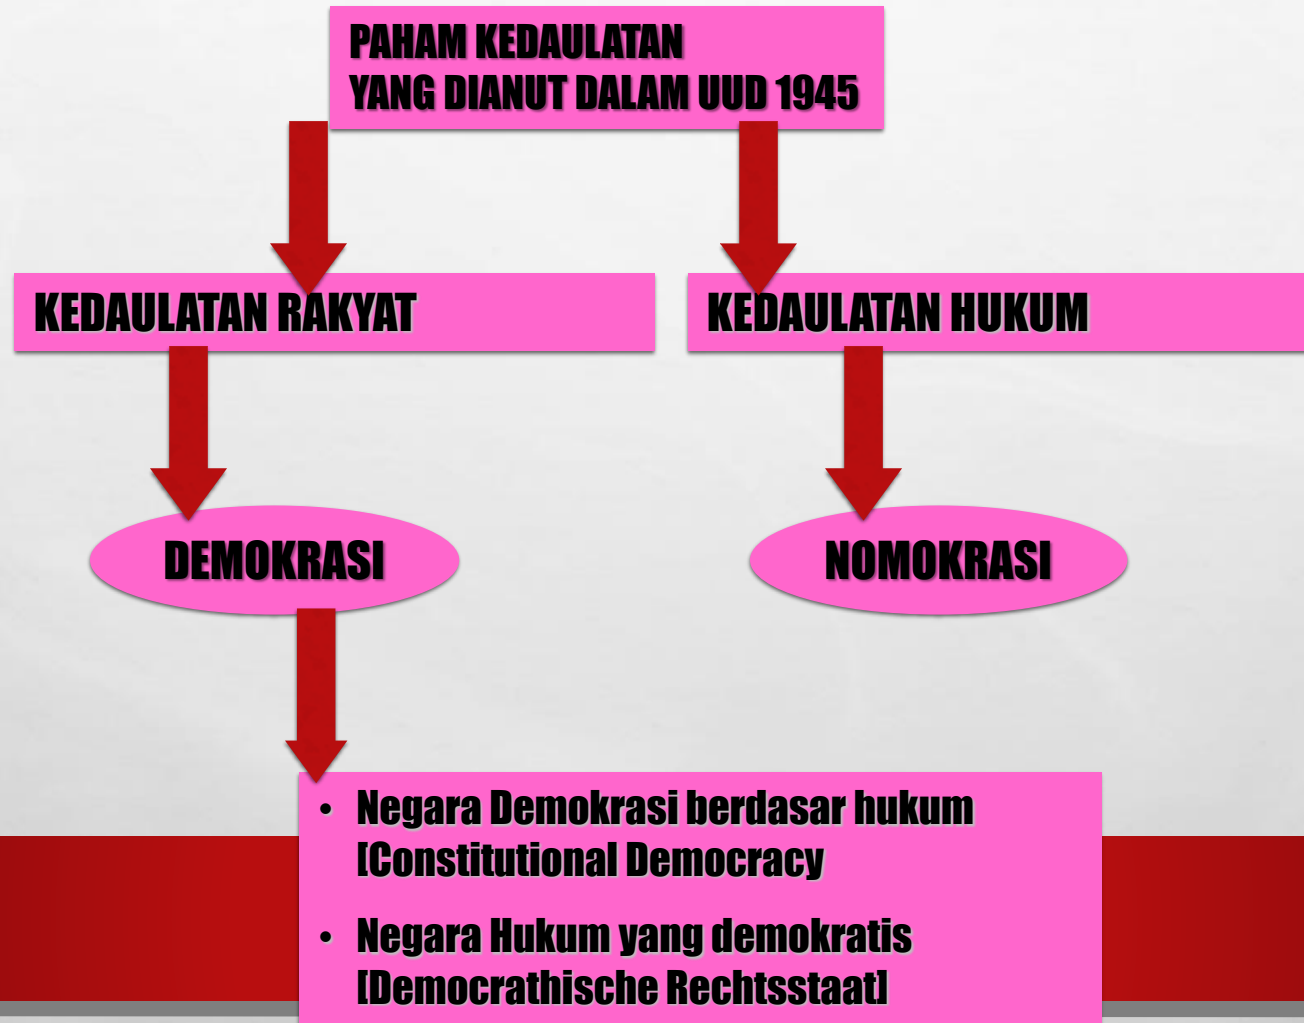 PAHAM KEDAULATAN
YANG DIANUT DALAM UUD 1945
KEDAULATAN RAKYAT
KEDAULATAN HUKUM
DEMOKRASI
NOMOKRASI
• Negara Demokrasi berdasar hukum
[Constitutional Democracy
• Negara Hukum yang demokratis
[Democrathische Rechtsstaat]